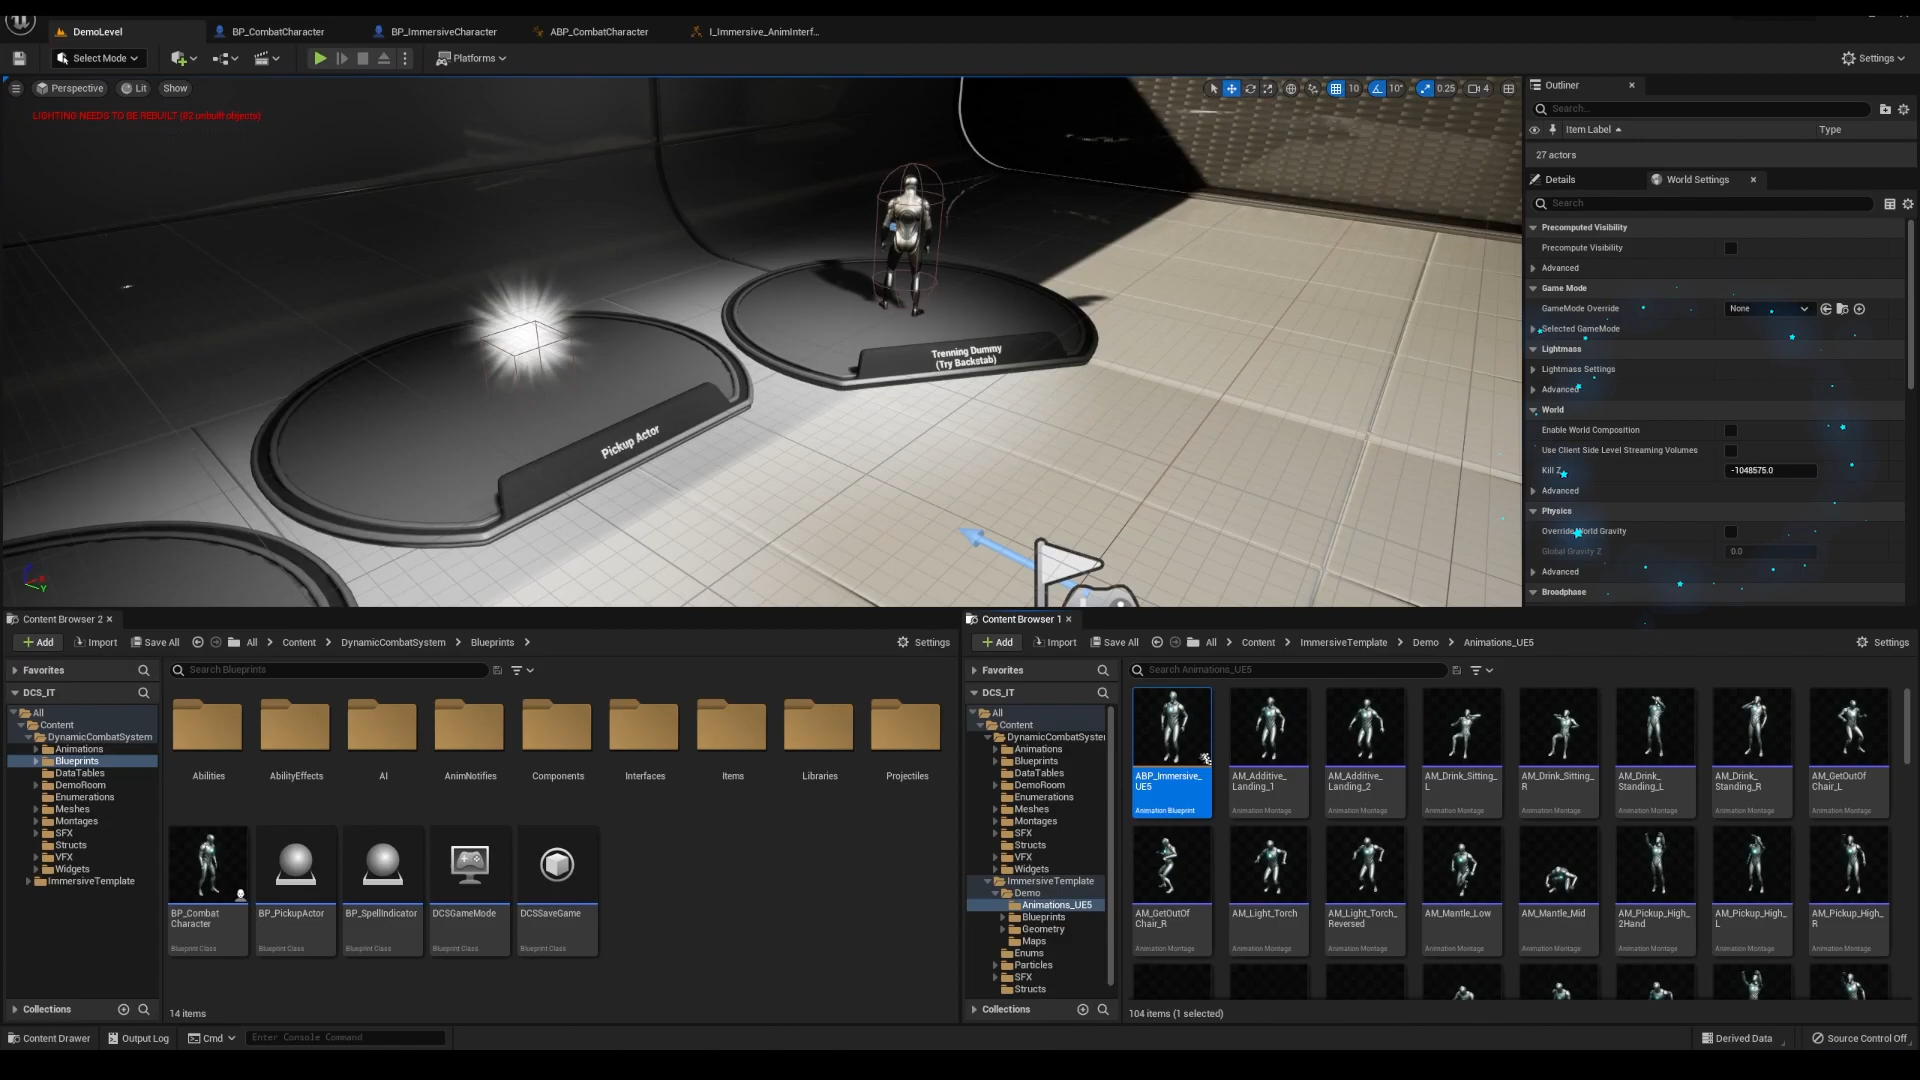 DemoLevel
BP_CombatCharacter
BP_ImmersiveCharacter
ABP_CombatCharacter
I_Immersive_AnimInterf...
Select Mode
Platforms
Settings
Perspective
Lit
Show
10
10°
0.25
4
LIGHTING NEEDS TO BE REBUILT (82 unbuilt objects)
Trenning Dummy
(Try Backstab)
Pickup Actor
Outliner
Search...
Item Label
Type
27 actors
Details
World Settings
Search
Precomputed Visibility
Precompute Visibility
Advanced
Game Mode
GameMode Override
None
Selected GameMode
Lightmass
Lightmass Settings
Advanced
World
Enable World Composition
Use Client Side Level Streaming Volumes
Kill Z
-1048575.0
Advanced
Physics
Override World Gravity
Global Gravity Z
0.0
Advanced
Broadphase
Content Browser 2
Add
Import
Save All
All
Content
DynamicCombatSystem
Blueprints
Settings
Favorites
Search Blueprints
DCS_IT
All
Content
DynamicCombatSystem
Animations
Blueprints
DataTables
DemoRoom
Enumerations
Meshes
Montages
SFX
Structs
VFX
Widgets
ImmersiveTemplate
Collections
Abilities
AbilityEffects
AI
AnimNotifies
Components
Interfaces
Items
Libraries
Projectiles
BP_Combat
Character
Blueprint Class
BP_PickupActor
Blueprint Class
BP_SpellIndicator
Blueprint Class
DCSGameMode
Blueprint Class
DCSSaveGame
Blueprint Class
14 items
Content Browser 1
Add
Import
Save All
All
Content
ImmersiveTemplate
Demo
Animations_UE5
Settings
Favorites
Search Animations_UE5
DCS_IT
All
Content
DynamicCombatSyster
Animations
Blueprints
DataTables
DemoRoom
Enumerations
Meshes
Montages
SFX
Structs
VFX
Widgets
ImmersiveTemplate
Demo
Animations_UE5
Blueprints
Geometry
Maps
Enums
Particles
SFX
Structs
Collections
ABP_Immersive_
UE5
Animation Blueprint
AM_Additive_
Landing_1
Animation Montage
AM_Additive_
Landing_2
Animation Montage
AM_Drink_Sitting_
L
Animation Montage
AM_Drink_Sitting_
R
Animation Montage
AM_Drink_
Standing_L
Animation Montage
AM_Drink_
Standing_R
Animation Montage
AM_GetOutOf
Chair_L
Animation Montage
AM_GetOutOf
Chair_R
Animation Montage
AM_Light_Torch
Animation Montage
AM_Light_Torch_
Reversed
Animation Montage
AM_Mantle_Low
Animation Montage
AM_Mantle_Mid
Animation Montage
AM_Pickup_High_
2Hand
Animation Montage
AM_Pickup_High_
L
Animation Montage
AM_Pickup_High_
R
Animation Montage
104 items (1 selected)
Content Drawer
Output Log
Cmd
Enter Console Command
Derived Data
Source Control Off